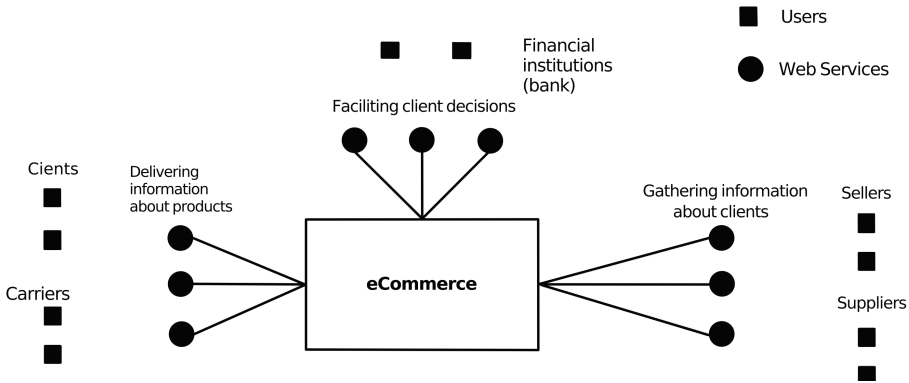 Users
Financial
institutions
(bank)
Web Services
Faciliting client decisions
Cients
Delivering
information
about products
Gathering information
about clients
Sellers
Carriers
eCommerce
Suppliers